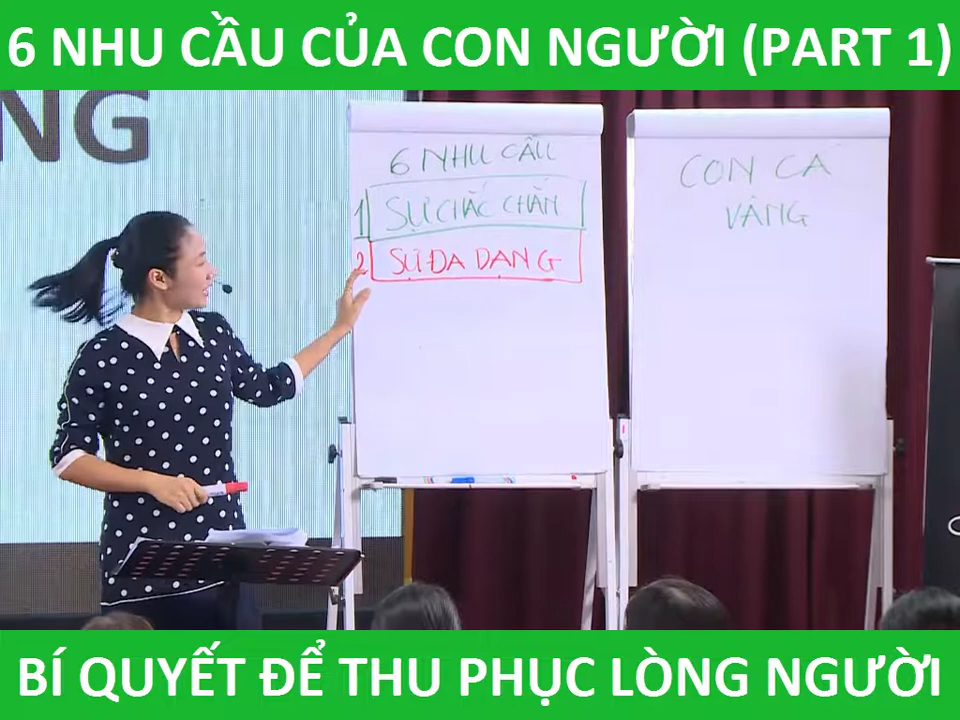 6 NHU CẦU CỦA CON NGƯỜI (PART 1)
NG
6 NHU CẦU
1 SỰ CHẮC CHẮN
2 SỰ ĐA DẠNG
CON CÁ
VÀNG
BÍ QUYẾT ĐỂ THU PHỤC LÒNG NGƯỜI